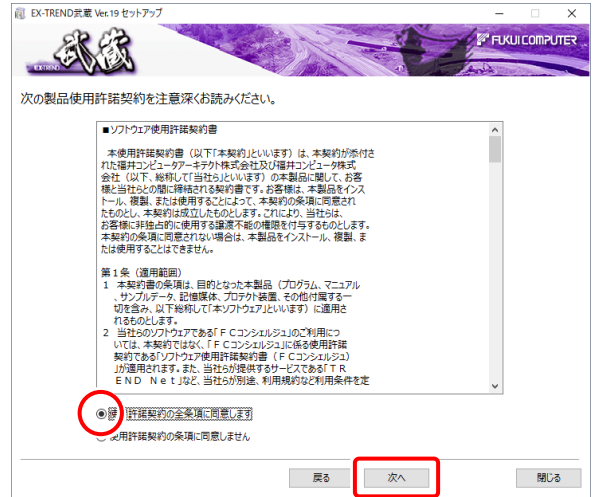 EX-TREND武蔵 Ver.19 セットアップ
武蔵
EX-TREND
FUKUI COMPUTER
次の製品使用許諾契約を注意深くお読みください。
■ソフトウェア使用許諾契約書
本使用許諾契約書（以下「本契約」といいます）は、本契約が添付さ
れた福井コンピュータアーキテクト株式会社及び福井コンピュータ株式
会社（以下、総称して「当社ら」といいます）の本製品に関して、お客
様と当社らとの間に締結される契約書です。お客様は、本製品をインス
トール、複製、または使用することによって、本契約の条項に同意され
たものとし、本契約は成立したものとします。これにより、当社らは、
お客様に非独占的に使用する譲渡不能の権限を付与するものとします。
本契約の条項に同意されない場合は、本製品をインストール、複製、ま
たは使用することはできません。
第１条（適用範囲）
１　本契約書の条項は、目的となった本製品（プログラム、マニュアル
、サンプルデータ、記憶媒体、プロテクト装置、その他付属する一
切を含み、以下総称して「本ソフトウェア」といいます）に適用さ
れるものとします。
２　当社らのソフトウェアである「ＦＣコンシェルジュ」のご利用につ
いては、本契約ではなく、「ＦＣコンシェルジュ」に係る使用許諾
契約である「ソフトウェア使用許諾契約書（ＦＣコンシェルジュ）
」が適用されます。また、当社らが提供するサービスである「ＴＲ
ＥＮＤ Ｎｅｔ」など、当社らが別途、利用規約など利用条件を定
許諾契約の全条項に同意します
使用許諾契約の条項に同意しません
戻る
次へ
閉じる